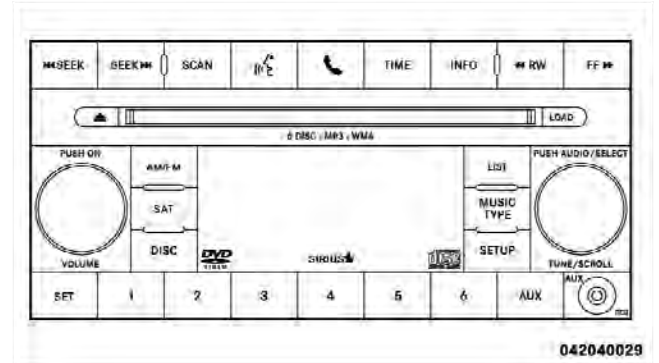 SEEK SEEK SCAN TIME INFO RW FF
LOAD
6 DISC / MP3 / WMA
PUSH ON AM/FM LIST PUSH AUDIO/SELECT
SAT MUSIC TYPE
DISC DVD VIDEO SIRIUS disc SETUP
VOLUME TUNE/SCROLL
SET 1 2 3 4 5 6 AUX AUX
042040029